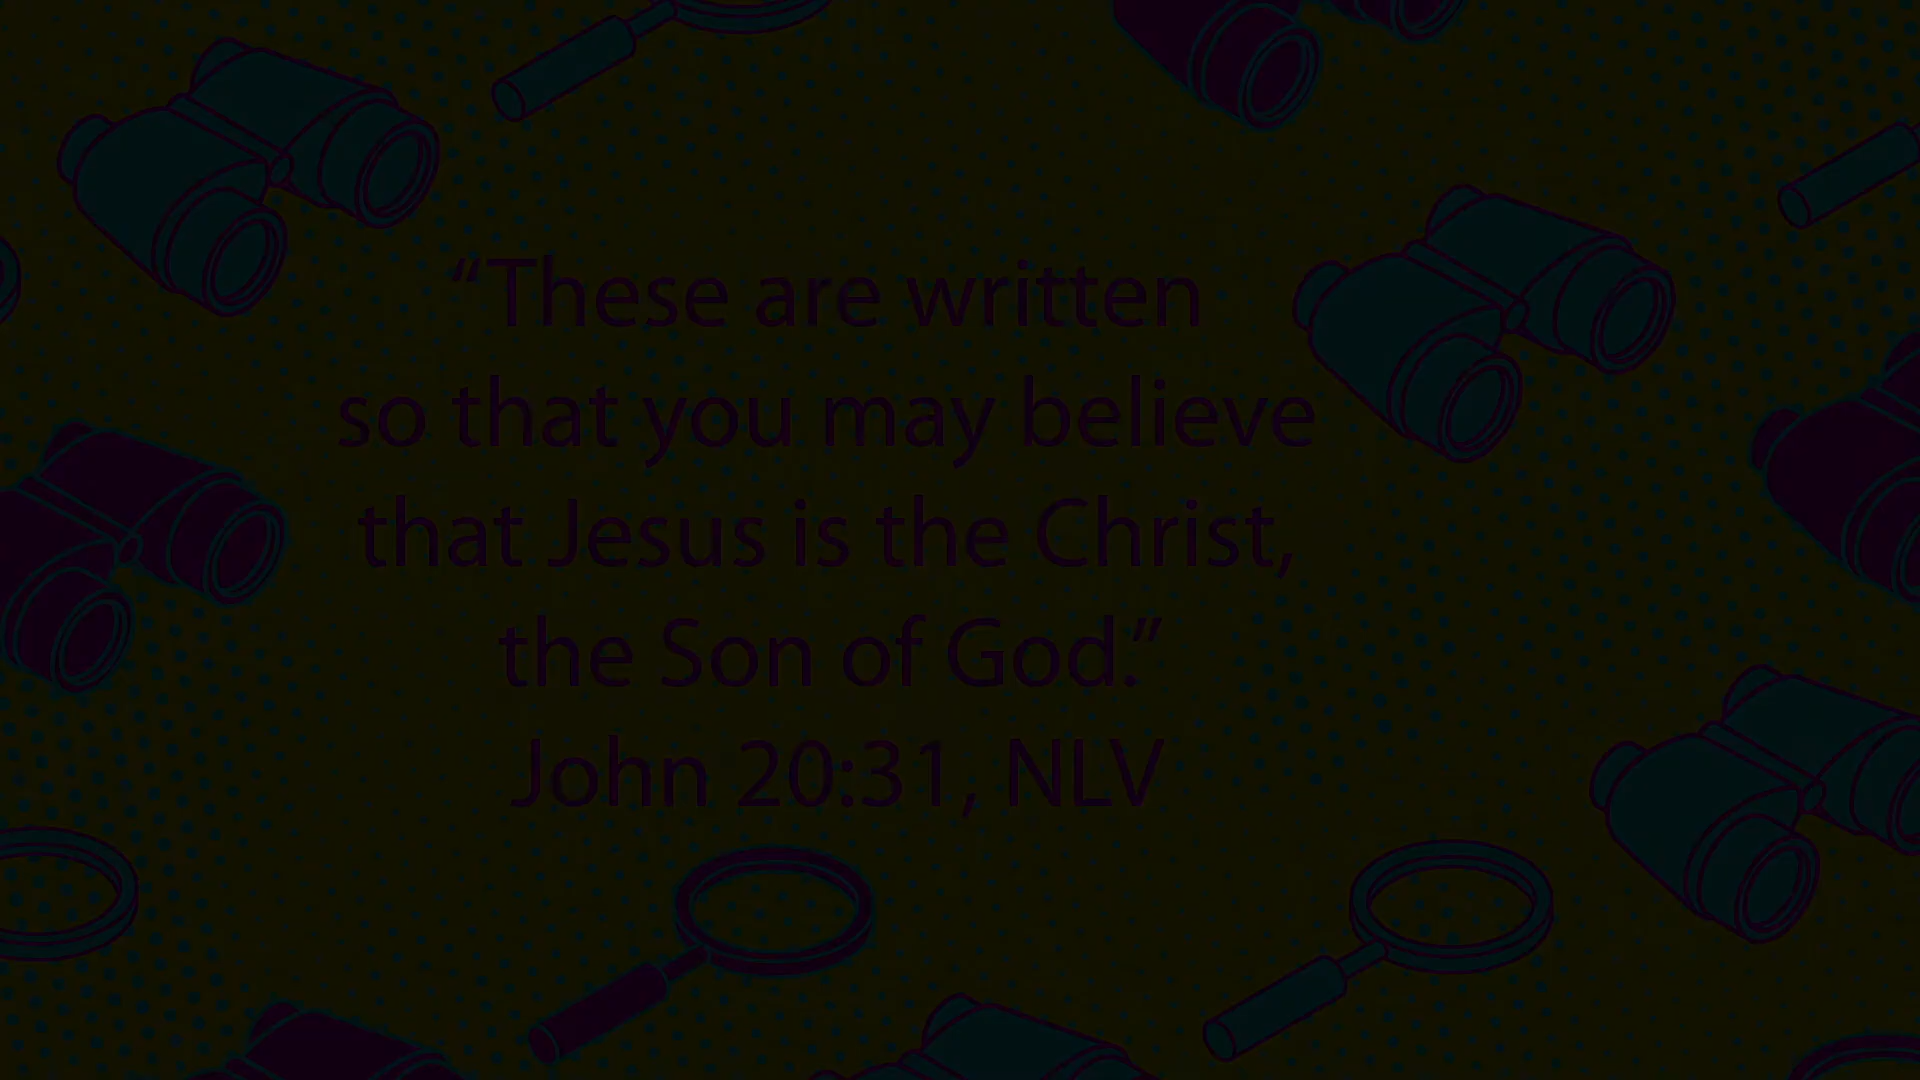 “These are written
so that you may believe
that Jesus is the Christ,
the Son of God.”
John 20:31, NLV